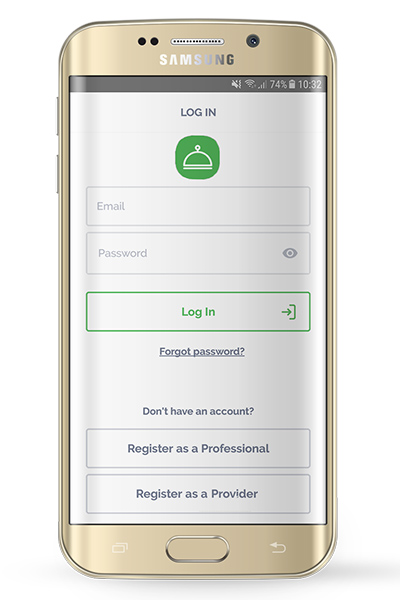 SAMSUNG
74% 10:32
LOG IN
Email
Password
Log In
Forgot password?
Don't have an account?
Register as a Professional
Register as a Provider